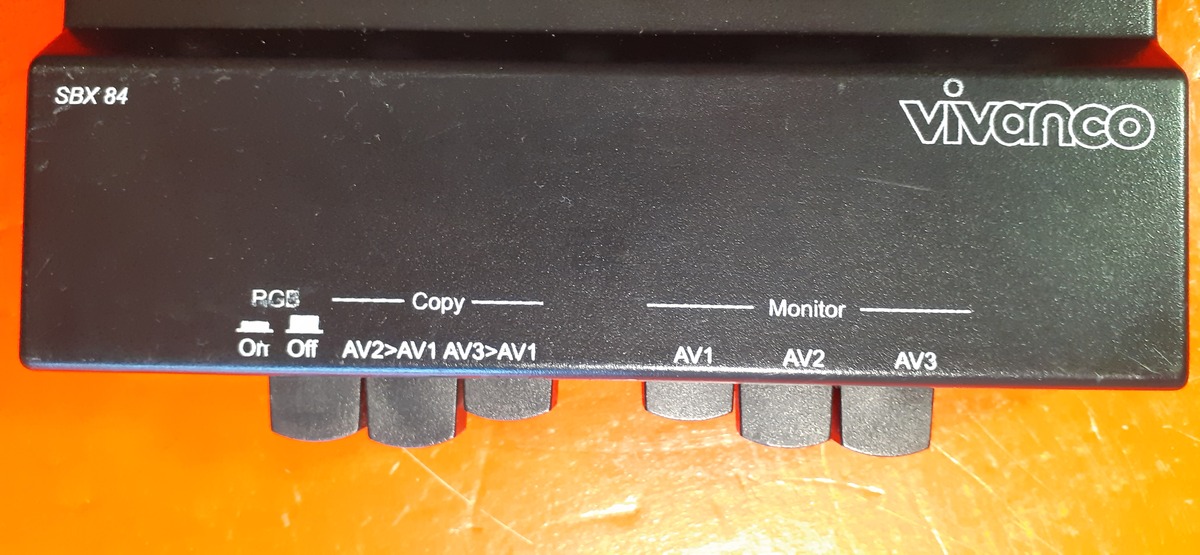 SBX 84
vivanco
RGB
Copy
Monitor
On Off
AV2>AV1 AV3>AV1
AV1 AV2 AV3